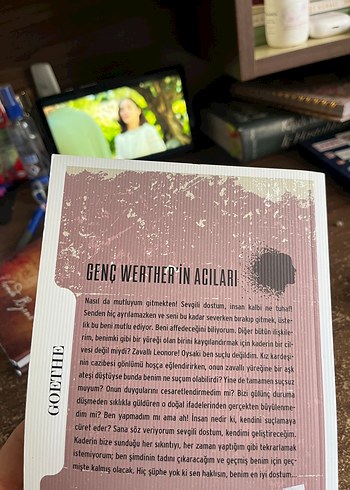 GENÇ WERTHER'İN ACILARI
Nasıl da mutluyum gitmekten! Sevgili dostum, insan kalbi ne tuhaf!
Senden hiç ayrılamazken ve seni bu kadar severken bırakıp gitmek, üste-
lik bu beni mutlu ediyor. Beni affedeceğini biliyorum. Diğer bütün ilişkile-
rim, benimki gibi bir yüreği olan birini kaygılandırmak için kaderin bir cil-
vesi değil miydi? Zavallı Leonore! Oysaki ben suçlu değildim. Kız kardeşi-
nin cazibesi gönlümü hoşça eğlendirirken, onun zavallı yüreğine bir aşk
ateşi düştüyse bunda benim ne suçum olabilirdi? Yine de tamamen suçsuz
muyum? Onun duygularını cesaretlendirmedim mi? Bizi gülünç duruma
düşmeden sıklıkla güldüren o doğal ifadelerinden gerçekten büyülenme-
dim mi? Ben yapmadım mı ama ah! İnsan nedir ki, kendini suçlamaya
cüret eder? Sana söz veriyorum sevgili dostum, kendimi geliştireceğim.
Kaderin bize sunduğu her sıkıntıyı, her zaman yaptığım gibi tekrarlamak
istemiyorum; ben şimdinin tadını çıkaracağım ve geçmiş benim için geç-
mişte kalmış olacak. Hiç şüphe yok ki sen haklısın, benim en iyi dostum:
GOETHE